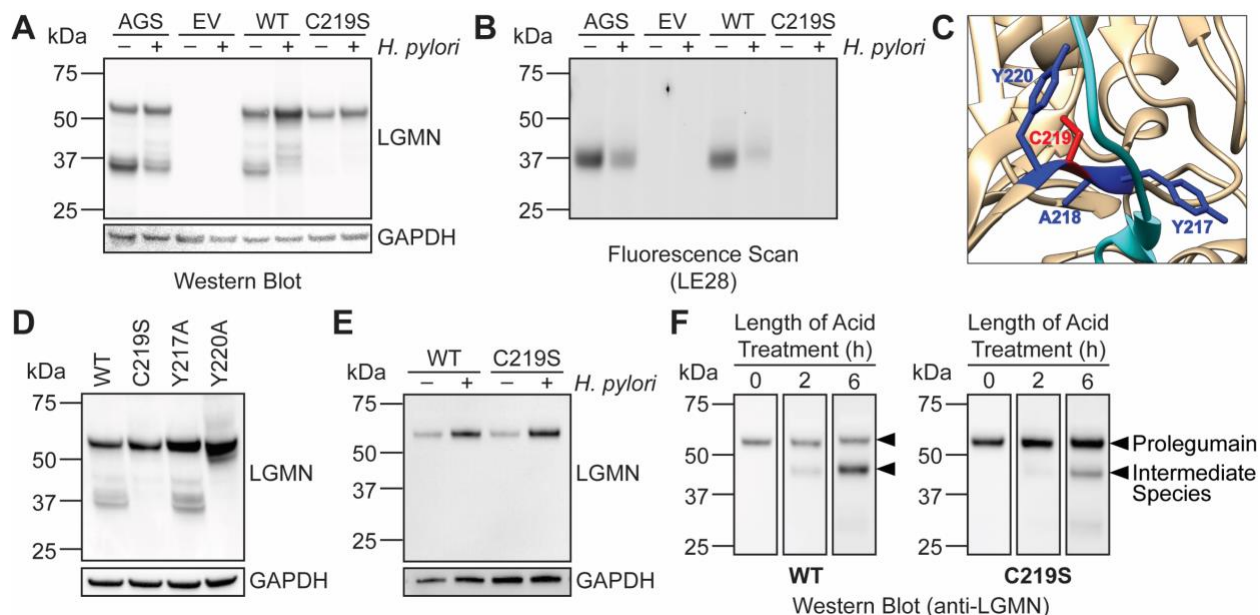 A
AGS EV WT C219S
kDa – + – + – + – + H. pylori
75
50
37
25
LGMN
GAPDH
Western Blot
B
AGS EV WT C219S
kDa – + – + – + – + H. pylori
75
50
37
25
Fluorescence Scan
(LE28)
C
Y220
C219
A218
Y217
D
WT C219S Y217A Y220A
kDa
75
50
37
25
LGMN
GAPDH
E
WT C219S
kDa – + – + H. pylori
75
50
37
25
LGMN
GAPDH
F
Length of Acid
Treatment (h)
kDa 0 2 6
75
50
37
25
WT
Length of Acid
Treatment (h)
kDa 0 2 6
75
50
37
25
Prolegumain
Intermediate
Species
C219S
Western Blot (anti-LGMN)